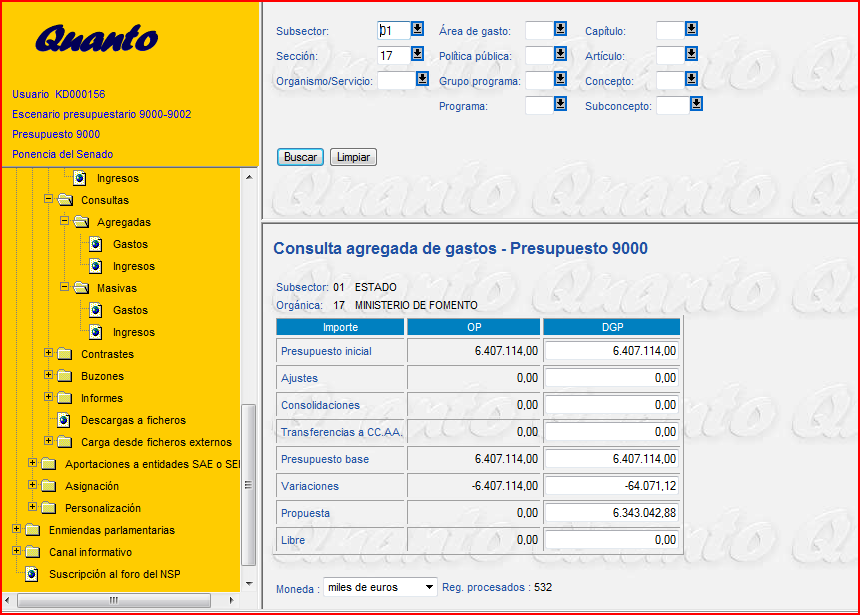 Quanto
Usuario KD000156
Escenario presupuestario 9000-9002
Presupuesto 9000
Ponencia del Senado
Ingresos
Consultas
Agregadas
Gastos
Ingresos
Masivas
Gastos
Ingresos
Contrastes
Buzones
Informes
Descargas a ficheros
Carga desde ficheros externos
Aportaciones a entidades SAE o SEI
Asignación
Personalización
Enmiendas parlamentarias
Canal informativo
Suscripción al foro del NSP
Subsector: 01 Área de gasto: Capítulo:
Sección: 17 Política pública: Artículo:
Organismo/Servicio: Grupo programa: Concepto:
Programa: Subconcepto:
Buscar Limpiar
Consulta agregada de gastos - Presupuesto 9000
Subsector: 01 ESTADO
Orgánica: 17 MINISTERIO DE FOMENTO
Importe OP DGP
Presupuesto inicial 6.407.114,00 6.407.114,00
Ajustes 0,00 0,00
Consolidaciones 0,00 0,00
Transferencias a CC.AA. 0,00 0,00
Presupuesto base 6.407.114,00 6.407.114,00
Variaciones -6.407.114,00 -64.071,12
Propuesta 0,00 6.343.042,88
Libre 0,00 0,00
Moneda : miles de euros Reg. procesados : 532